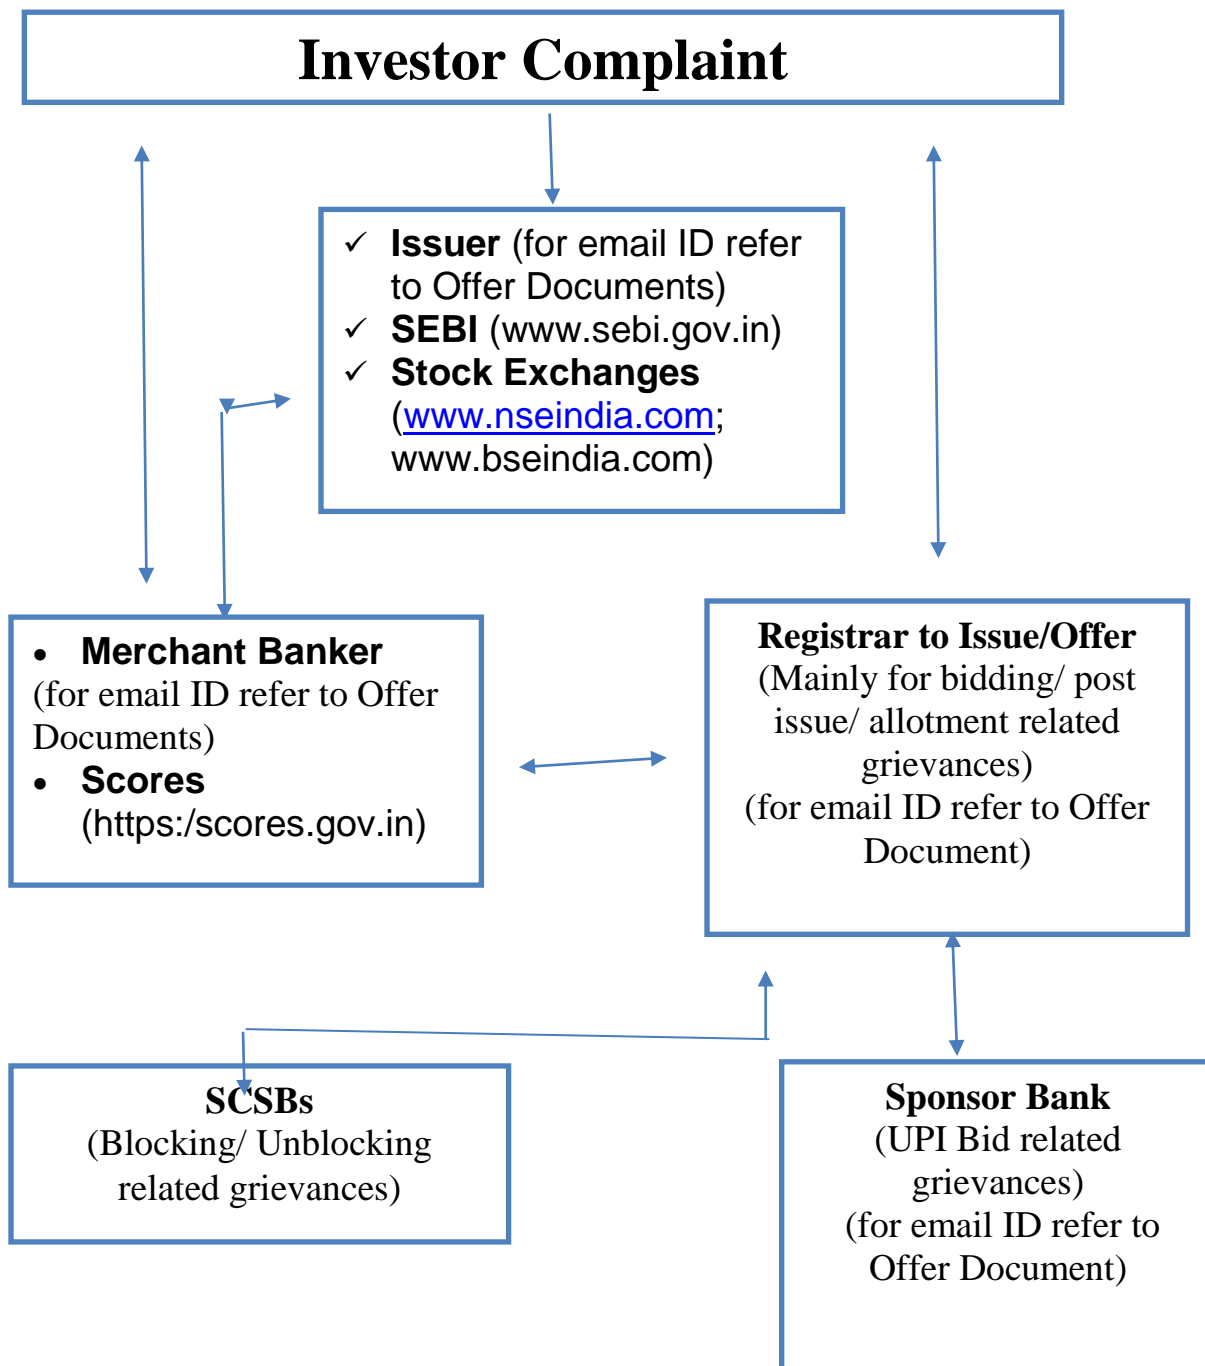 Investor Complaint
✓ Issuer (for email ID refer
to Offer Documents)
✓ SEBI (www.sebi.gov.in)
✓ Stock Exchanges
(www.nseindia.com;
www.bseindia.com)
• Merchant Banker
(for email ID refer to Offer
Documents)
• Scores
(https:/scores.gov.in)
Registrar to Issue/Offer
(Mainly for bidding/ post
issue/ allotment related
grievances)
(for email ID refer to Offer
Document)
SCSBs
(Blocking/ Unblocking
related grievances)
Sponsor Bank
(UPI Bid related
grievances)
(for email ID refer to
Offer Document)